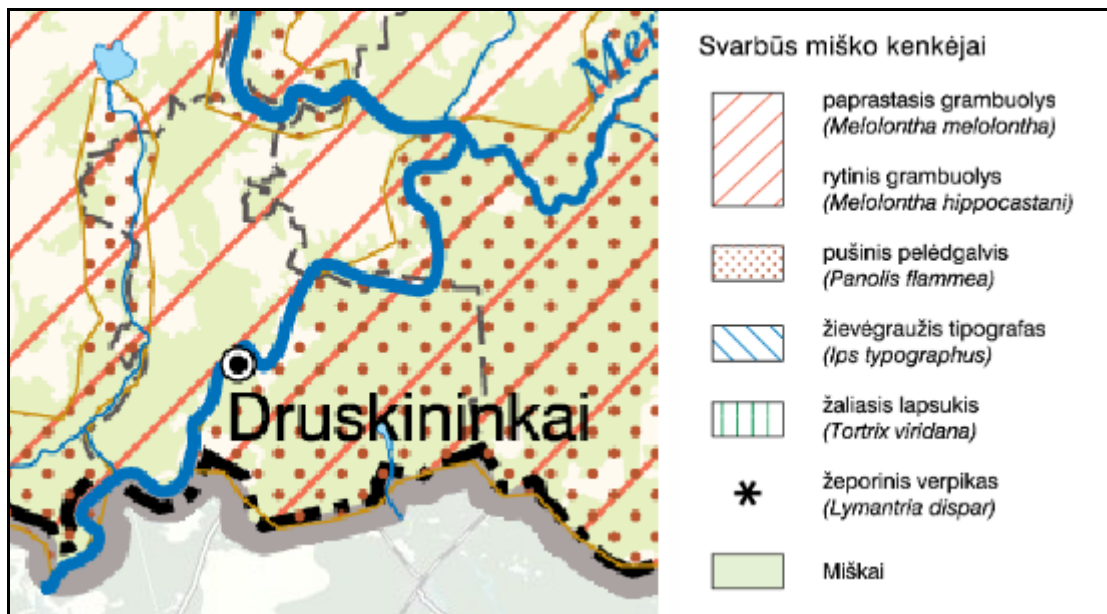 Mer
Druskininkai
Svarbūs miško kenkėjai
paprastasis grambuolys
(Melolontha melolontha)
rytinis grambuolys
(Melolontha hippocastani)
pušinis pelėdgalvis
(Panolis flammea)
žievėgraužis tipografas
(Ips typographus)
žaliasis lapsukis
(Tortrix viridana)
žeporinis verpikas
(Lymantria dispar)
Miškai